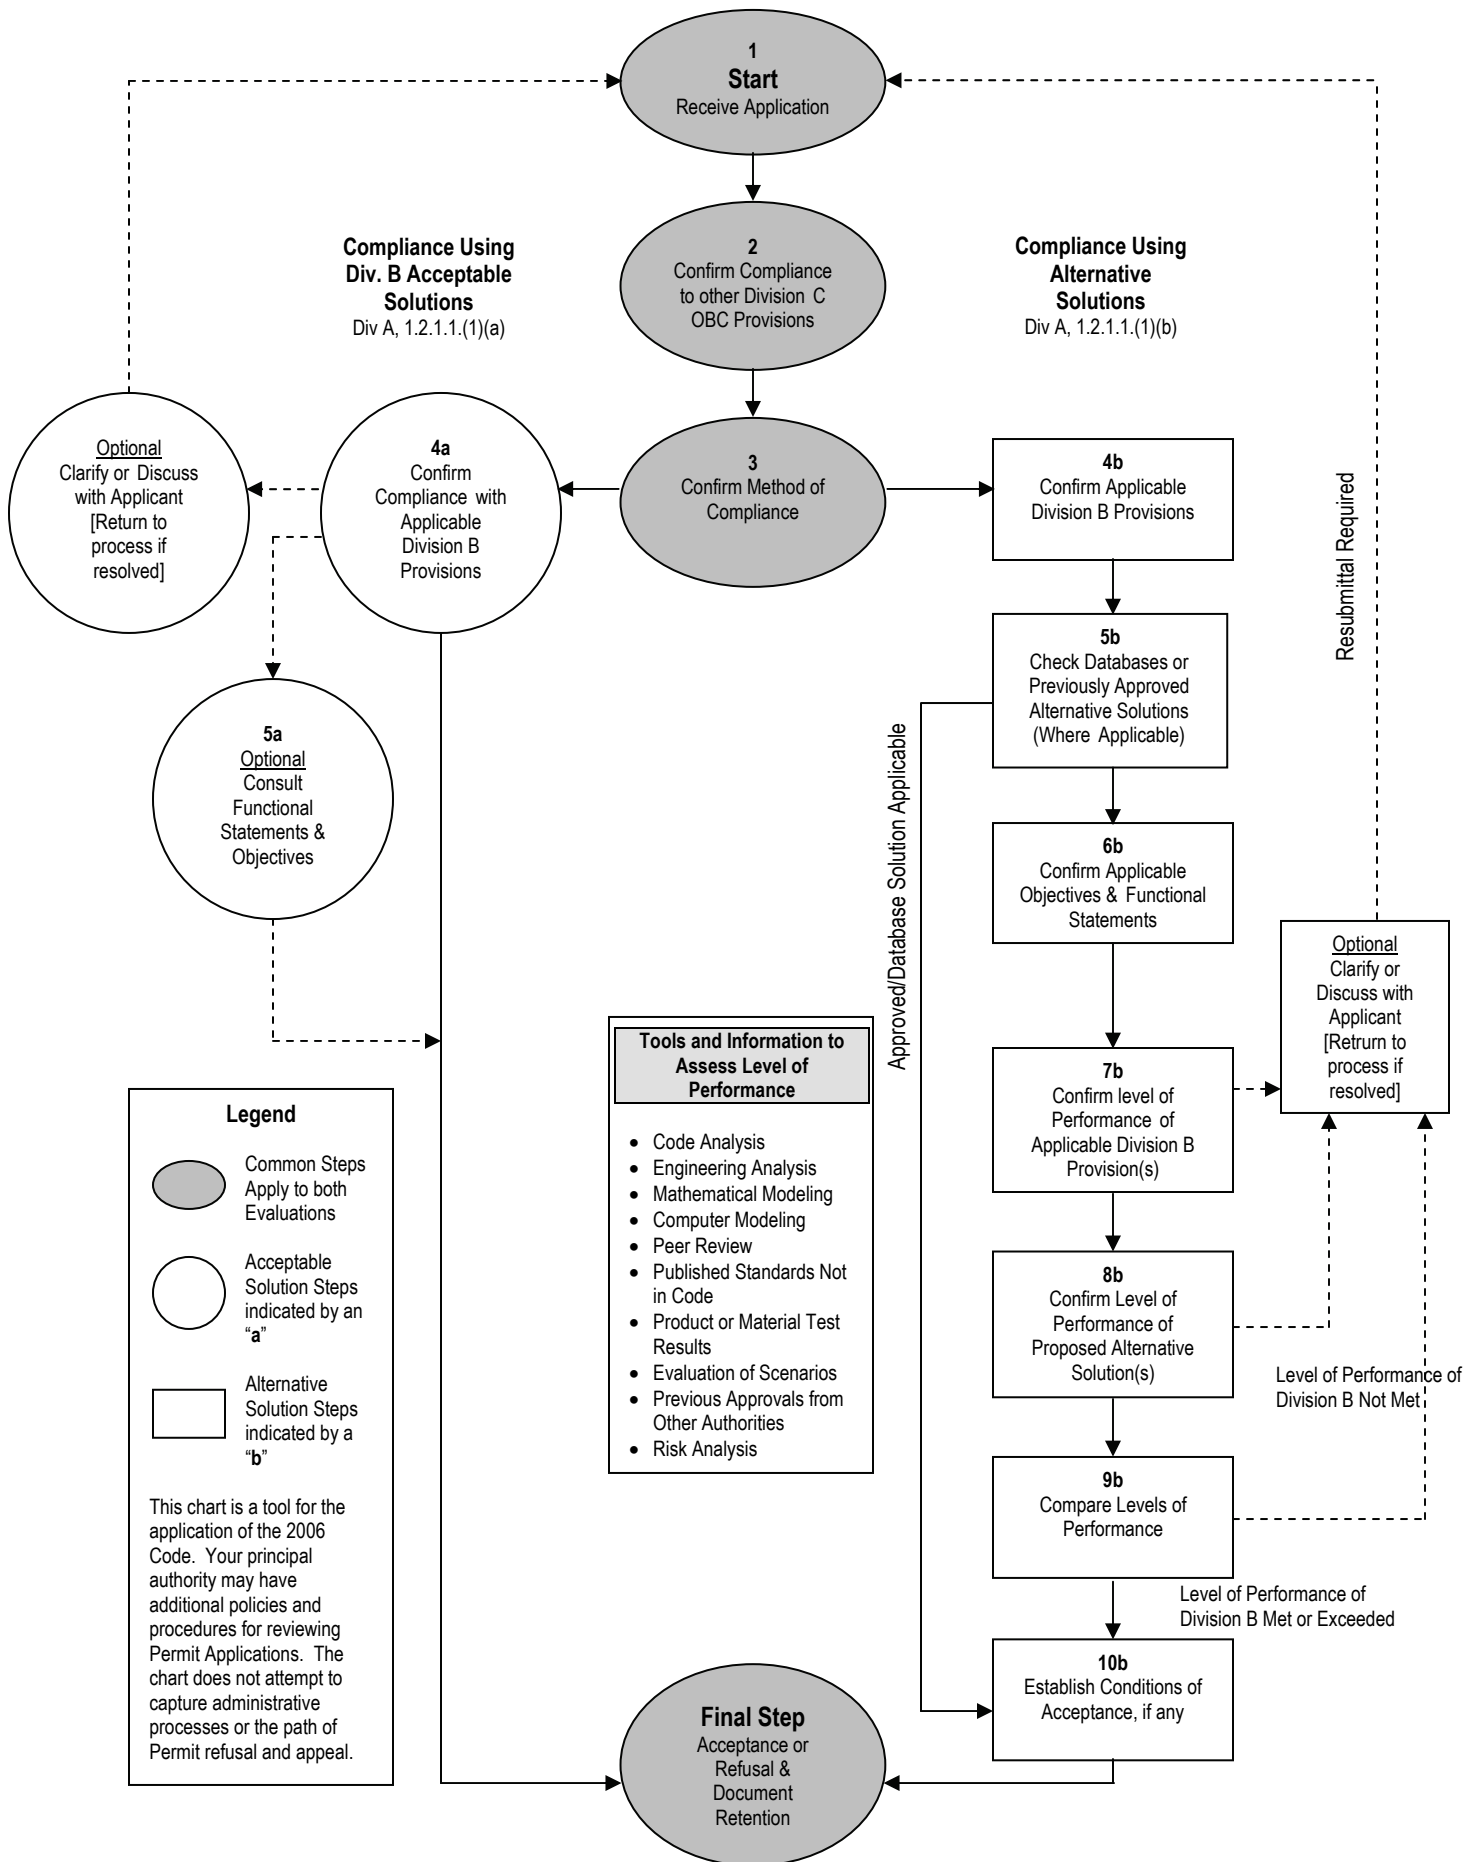 1
Start
Receive Application
Compliance Using
Div. B Acceptable
Solutions
Div A, 1.2.1.1.(1)(a)
2
Confirm Compliance
to other Division C
OBC Provisions
Compliance Using
Alternative
Solutions
Div A, 1.2.1.1.(1)(b)
Optional
Clarify or Discuss
with Applicant
[Return to
process if
resolved]
4a
Confirm
Compliance with
Applicable
Division B
Provisions
3
Confirm Method of
Compliance
4b
Confirm Applicable
Division B Provisions
Resubmittal Required
5a
Optional
Consult
Functional
Statements &
Objectives
5b
Check Databases or
Previously Approved
Alternative Solutions
(Where Applicable)
Approved/Database Solution Applicable
6b
Confirm Applicable
Objectives & Functional
Statements
Optional
Clarify or
Discuss with
Applicant
[Retrurn to
process if
resolved]
7b
Confirm level of
Performance of
Applicable Division B
Provision(s)
Tools and Information to
Assess Level of
Performance
• Code Analysis
• Engineering Analysis
• Mathematical Modeling
• Computer Modeling
• Peer Review
• Published Standards Not
in Code
• Product or Material Test
Results
• Evaluation of Scenarios
• Previous Approvals from
Other Authorities
• Risk Analysis
Legend
Common Steps
Apply to both
Evaluations
Acceptable
Solution Steps
indicated by an
“a”
Alternative
Solution Steps
indicated by a
“b”
This chart is a tool for the
application of the 2006
Code. Your principal
authority may have
additional policies and
procedures for reviewing
Permit Applications. The
chart does not attempt to
capture administrative
processes or the path of
Permit refusal and appeal.
8b
Confirm Level of
Performance of
Proposed Alternative
Solution(s)
Level of Performance of
Division B Not Met
9b
Compare Levels of
Performance
Level of Performance of
Division B Met or Exceeded
10b
Establish Conditions of
Acceptance, if any
Final Step
Acceptance or
Refusal &
Document
Retention